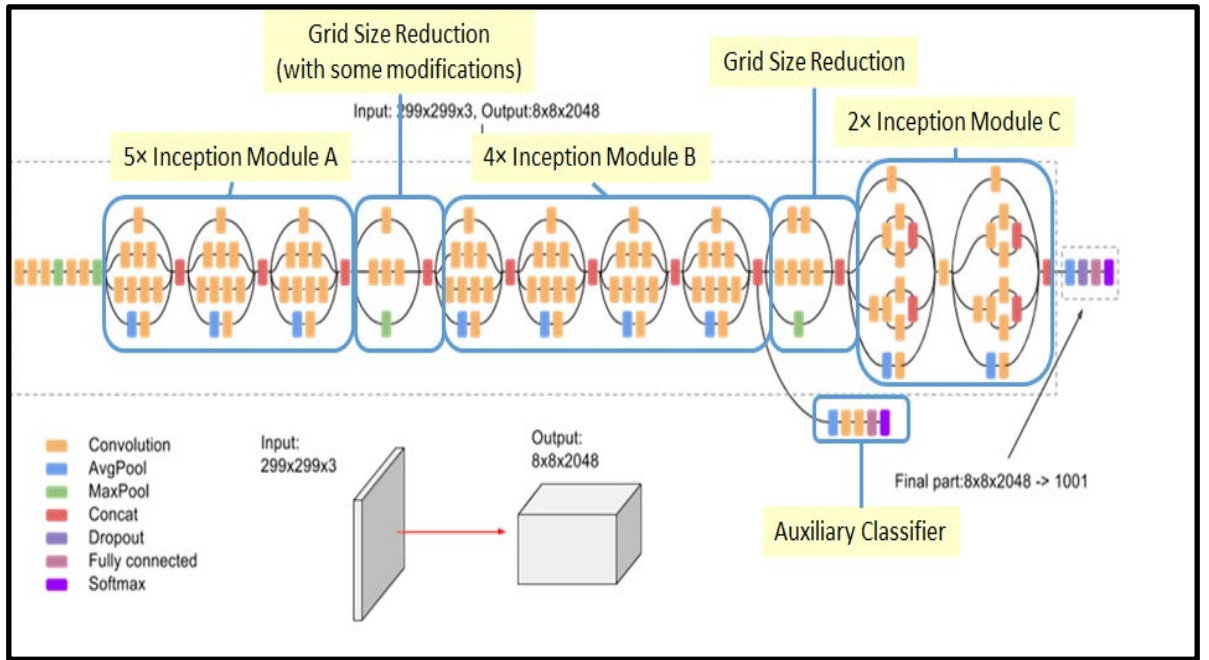 Grid Size Reduction
(with some modifications)
Grid Size Reduction
Input: 299x299x3, Output:8x8x2048
2× Inception Module C
5× Inception Module A
4× Inception Module B
Convolution
AvgPool
MaxPool
Concat
Dropout
Fully connected
Softmax
Input:
299x299x3
Output:
8x8x2048
Final part:8x8x2048 -> 1001
Auxiliary Classifier